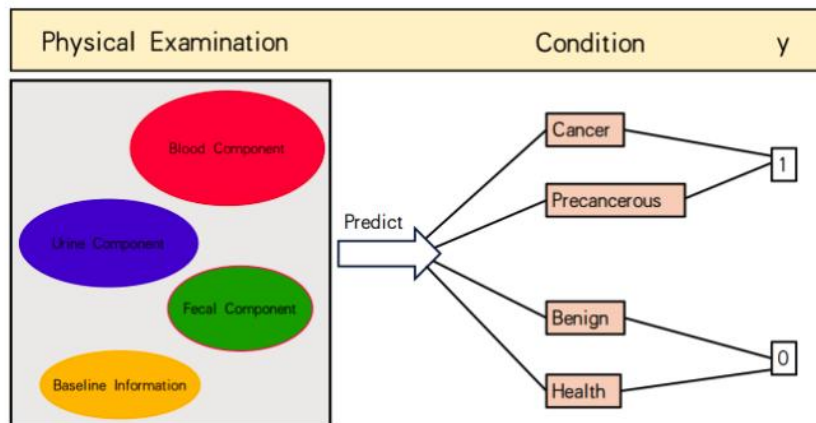 Physical Examination
Condition
y
Blood Component
Urine Component
Fecal Component
Baseline Information
Predict
Cancer
Precancerous
Benign
Health
1
0